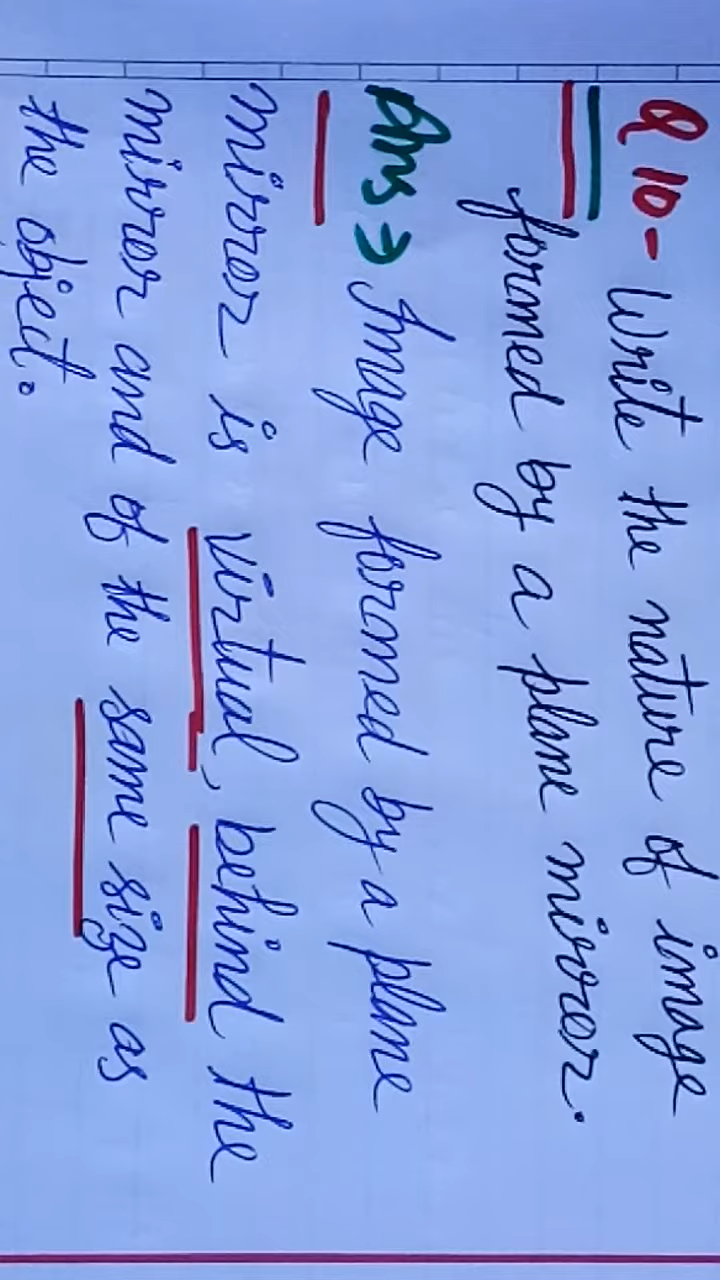 Q 10- Write the nature of image
formed by a plane mirror.
Ans → Image formed by a plane
mirror is virtual, behind the
mirror and of the same size as
the object.